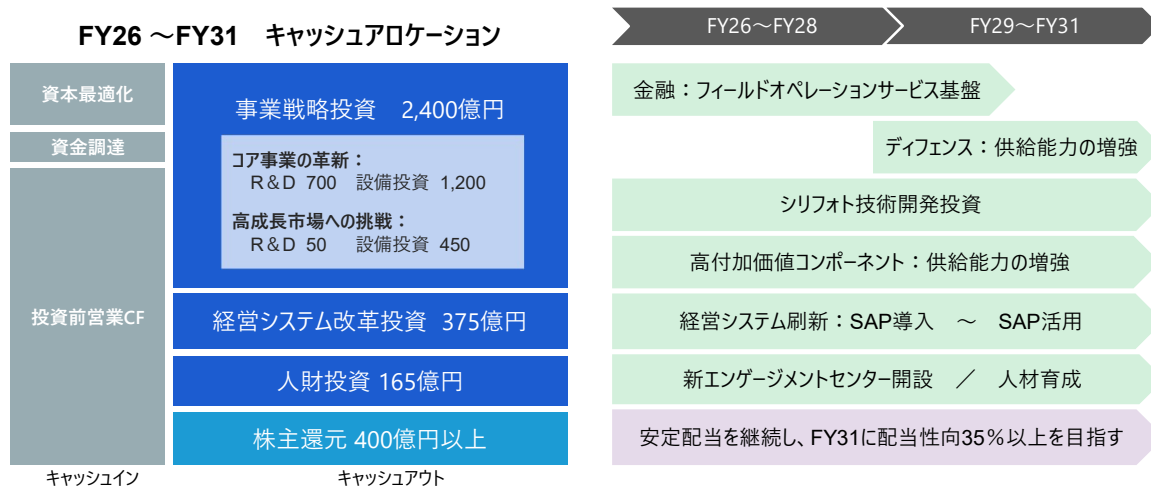 FY26 ～FY31　キャッシュアロケーション
資本最適化
資金調達
投資前営業CF
キャッシュイン
事業戦略投資　2,400億円
コア事業の革新：
R＆D 700　設備投資 1,200
高成長市場への挑戦：
R＆D 50　設備投資 450
経営システム改革投資 375億円
人財投資 165億円
株主還元 400億円以上
キャッシュアウト
FY26～FY28
FY29～FY31
金融：フィールドオペレーションサービス基盤
ディフェンス：供給能力の増強
シリフォト技術開発投資
高付加価値コンポーネント：供給能力の増強
経営システム刷新：SAP導入　～　SAP活用
新エンゲージメントセンター開設　／　人材育成
安定配当を継続し、FY31に配当性向35％以上を目指す